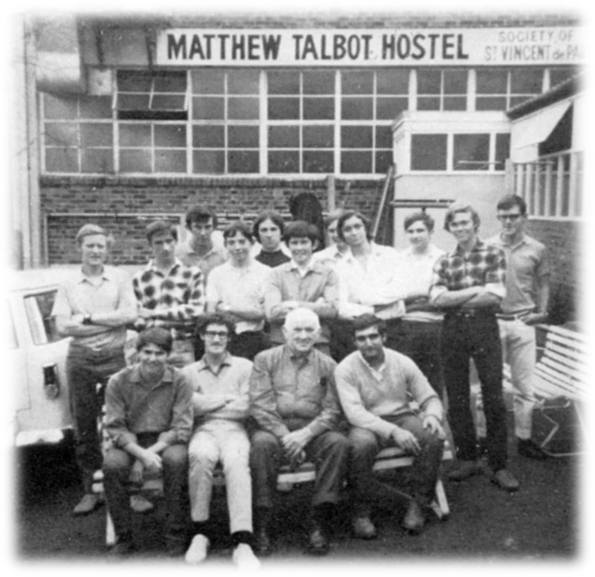 MATTHEW TALBOT HOSTEL
SOCIETY OF
ST VINCENT de PA